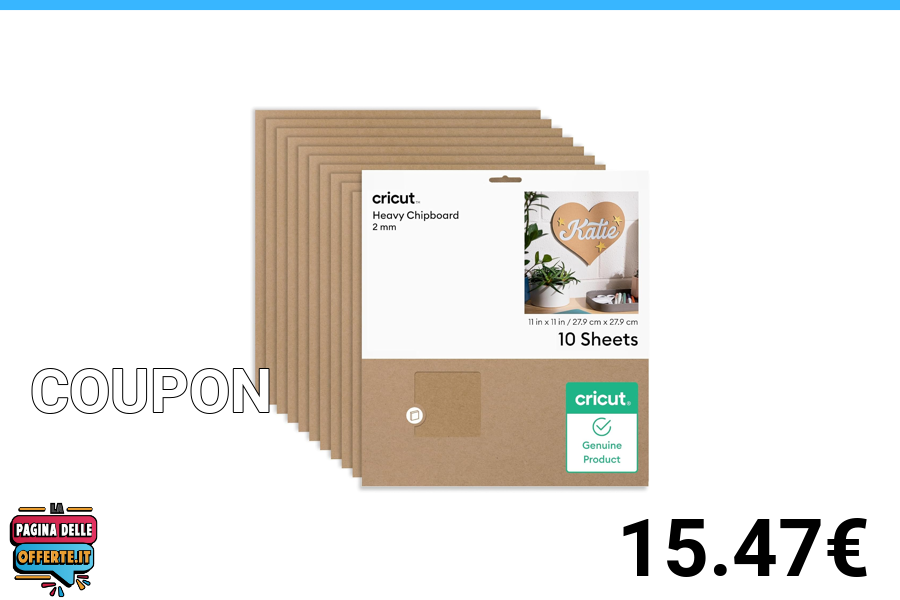 cricut™
Heavy Chipboard
2 mm
Katie
11 in x 11 in / 27.9 cm x 27.9 cm
10 Sheets
COUPON
cricut®
Genuine
Product
LA
PAGINA DELLE
OFFERTE.IT
15.47€